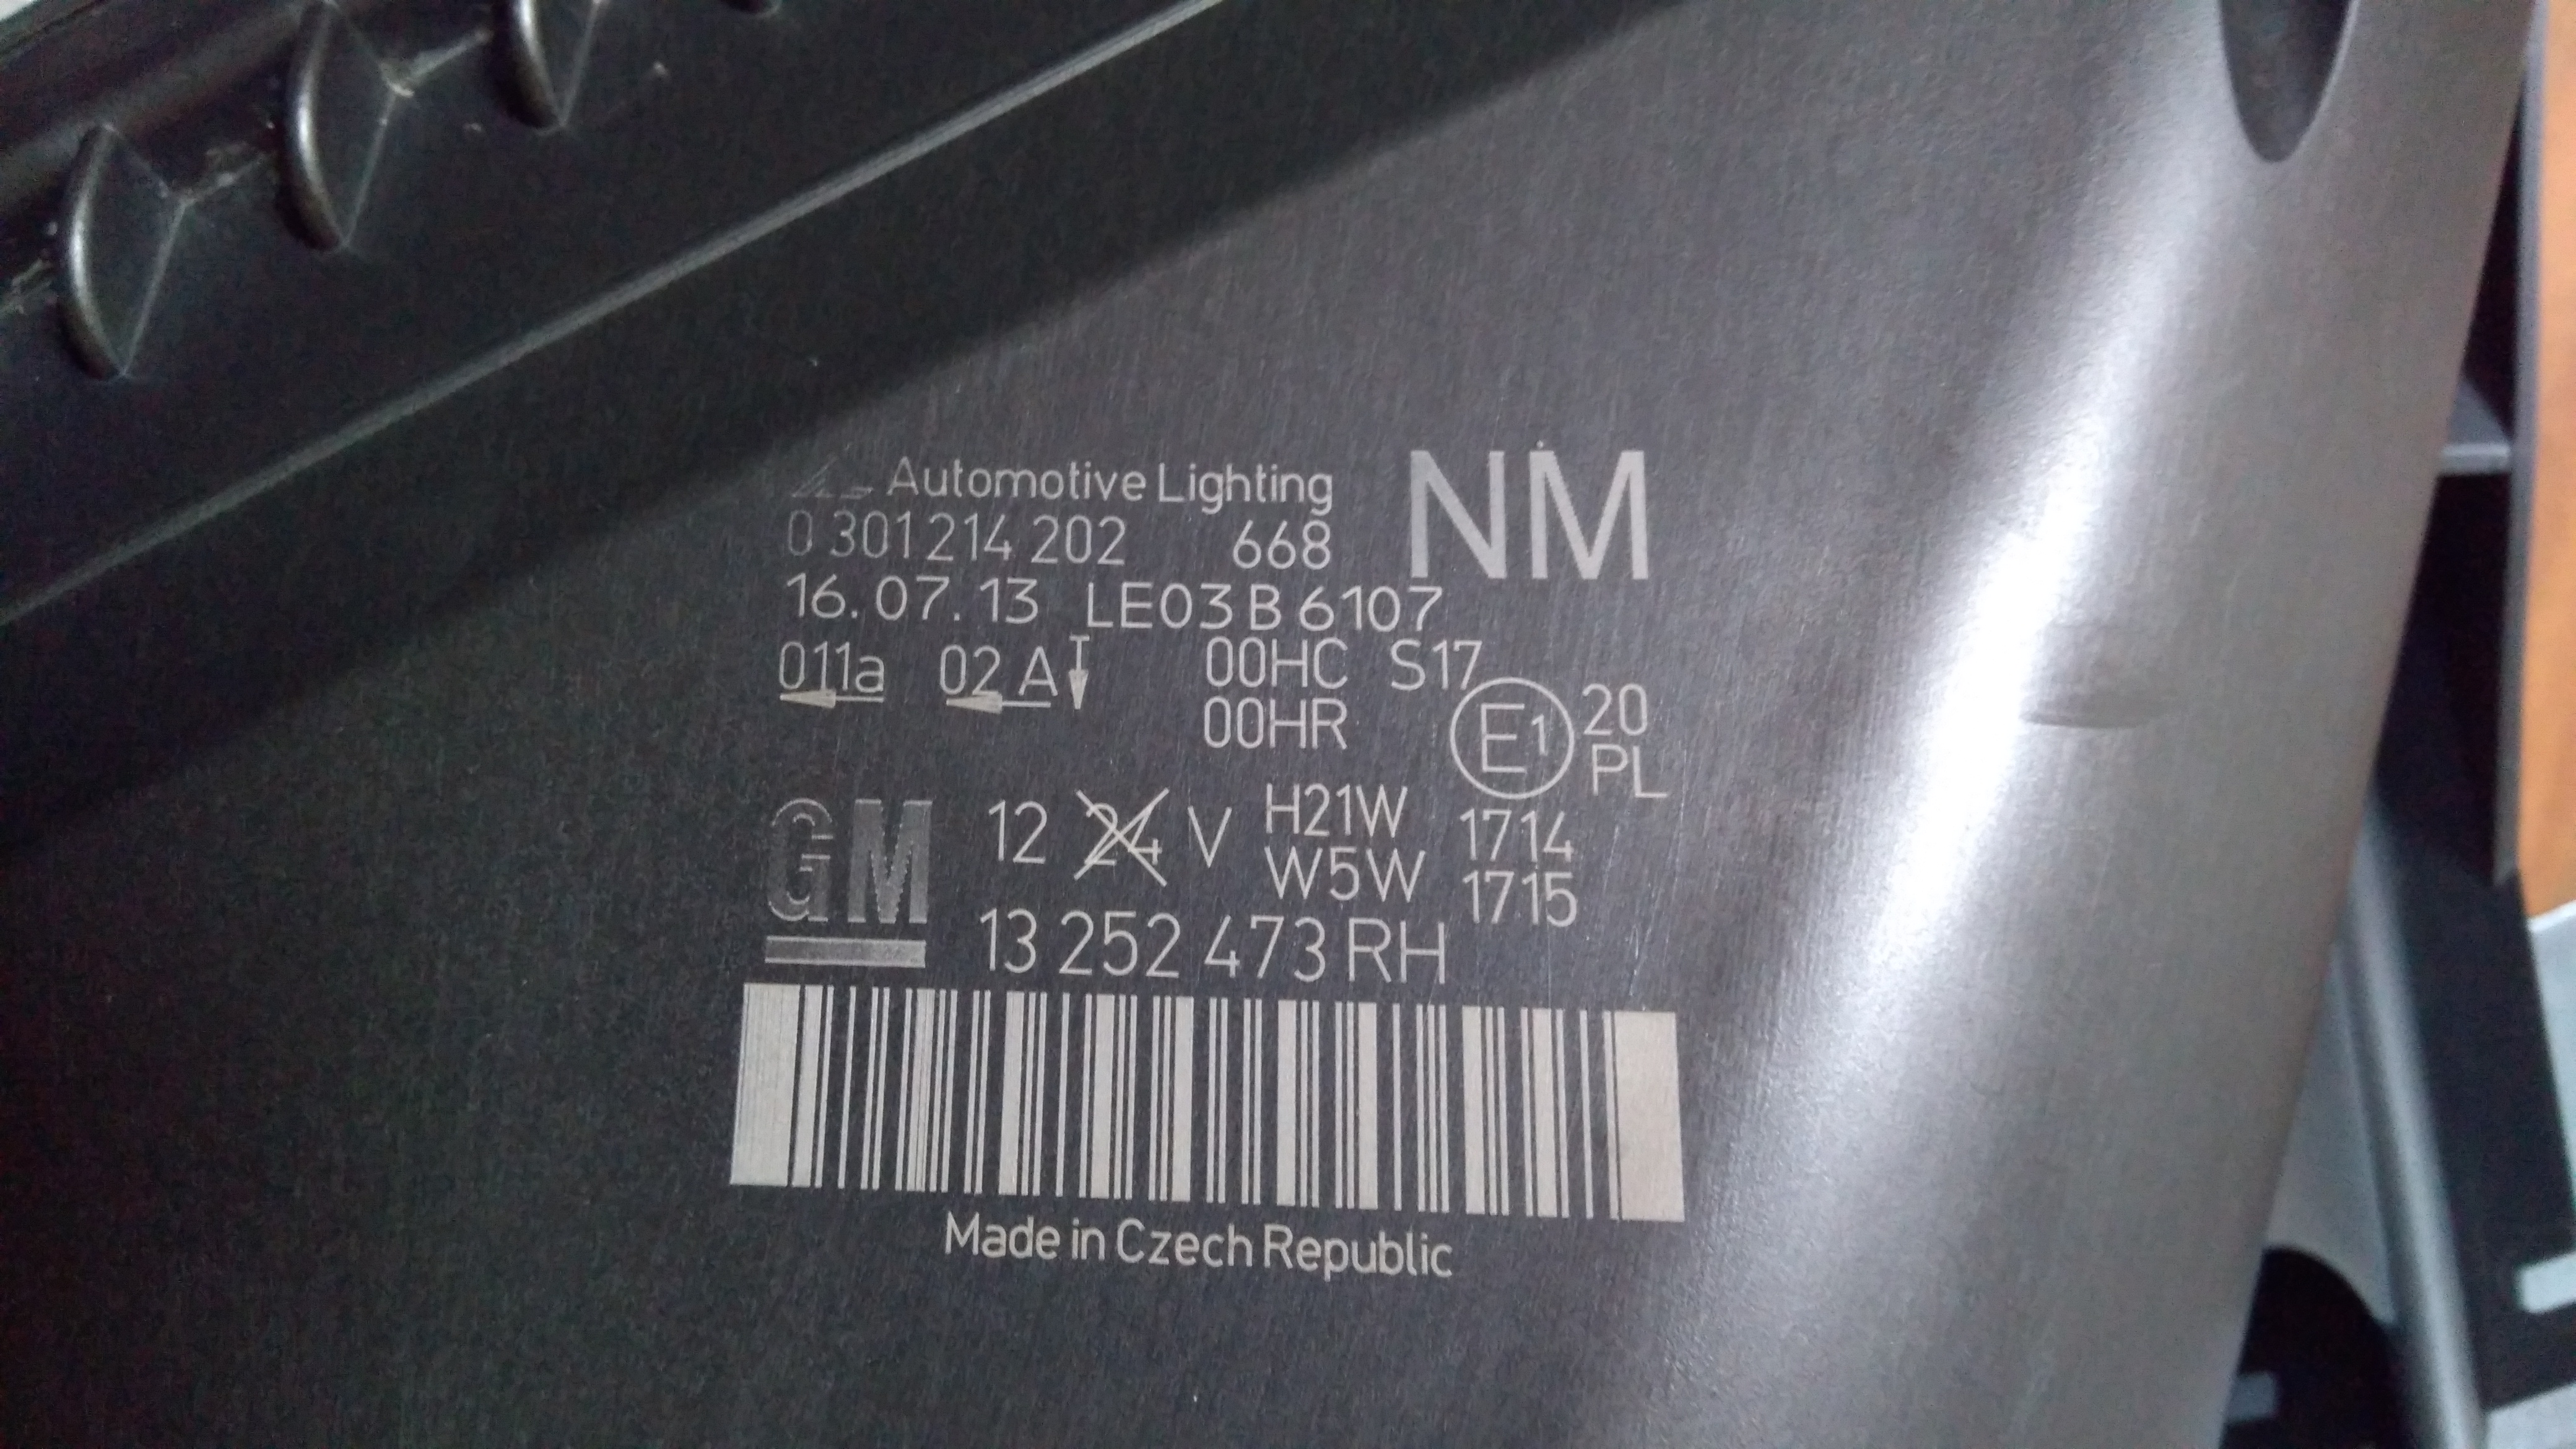 Automotive Lighting NM
0 301 214 202 668
16.07.13 LE03 B 6107
011a 02 A 00HC S17
00HR E1 20
PL
GM 12 24 V H21W 1714
W5W 1715
13 252 473 RH
Made in Czech Republic